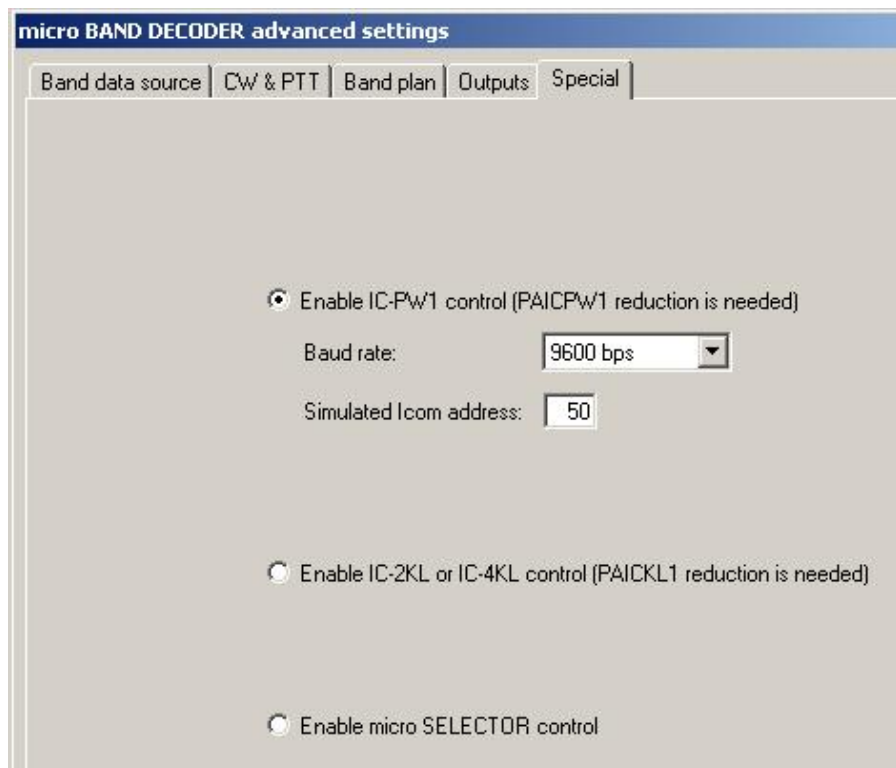 micro BAND DECODER advanced settings
Band data source CW & PTT Band plan Outputs Special
Enable IC-PW1 control (PAICPW1 reduction is needed)
Baud rate: 9600 bps
Simulated Icom address: 50
Enable IC-2KL or IC-4KL control (PAICKL1 reduction is needed)
Enable micro SELECTOR control